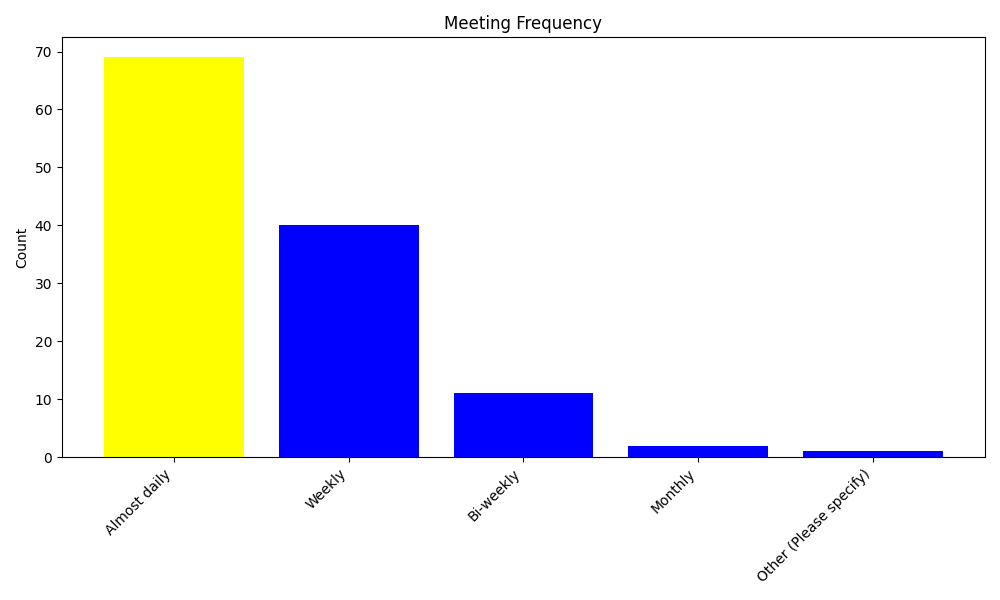 Meeting Frequency
Count
70
60
50
40
30
20
10
0
Almost daily
Weekly
Bi-weekly
Monthly
Other (Please specify)